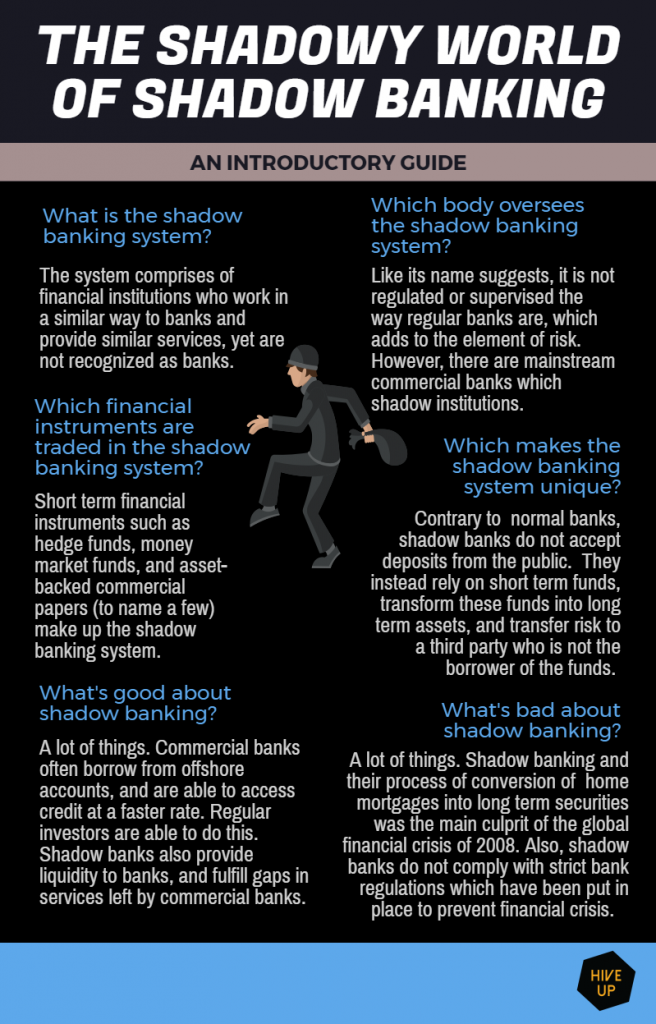 THE SHADOWY WORLD
OF SHADOW BANKING
AN INTRODUCTORY GUIDE
What is the shadow
banking system?
The system comprises of
financial institutions who work in
a similar way to banks and
provide similar services, yet are
not recognized as banks.
Which body oversees
the shadow banking
system?
Like its name suggests, it is not
regulated or supervised the
way regular banks are, which
adds to the element of risk.
However, there are mainstream
commercial banks which
shadow institutions.
Which financial
instruments are
traded in the shadow
banking system?
Short term financial
instruments such as
hedge funds, money
market funds, and asset-
backed commercial
papers (to name a few)
make up the shadow
banking system.
Which makes the
shadow banking
system unique?
Contrary to normal banks,
shadow banks do not accept
deposits from the public. They
instead rely on short term funds,
transform these funds into long
term assets, and transfer risk to
a third party who is not the
borrower of the funds.
What's good about
shadow banking?
A lot of things. Commercial banks
often borrow from offshore
accounts, and are able to access
credit at a faster rate. Regular
investors are able to do this.
Shadow banks also provide
liquidity to banks, and fulfill gaps in
services left by commercial banks.
What's bad about
shadow banking?
A lot of things. Shadow banking and
their process of conversion of home
mortgages into long term securities
was the main culprit of the global
financial crisis of 2008. Also, shadow
banks do not comply with strict bank
regulations which have been put in
place to prevent financial crisis.
HIVE
UP